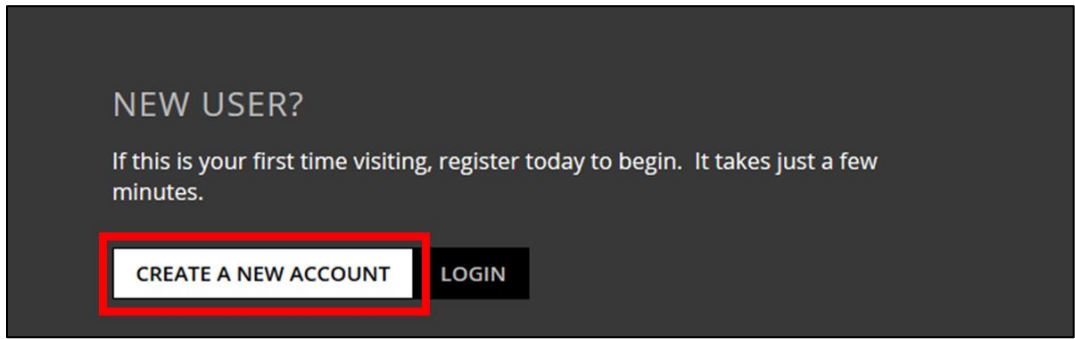 NEW USER?
If this is your first time visiting, register today to begin.  It takes just a few
minutes.
CREATE A NEW ACCOUNT LOGIN